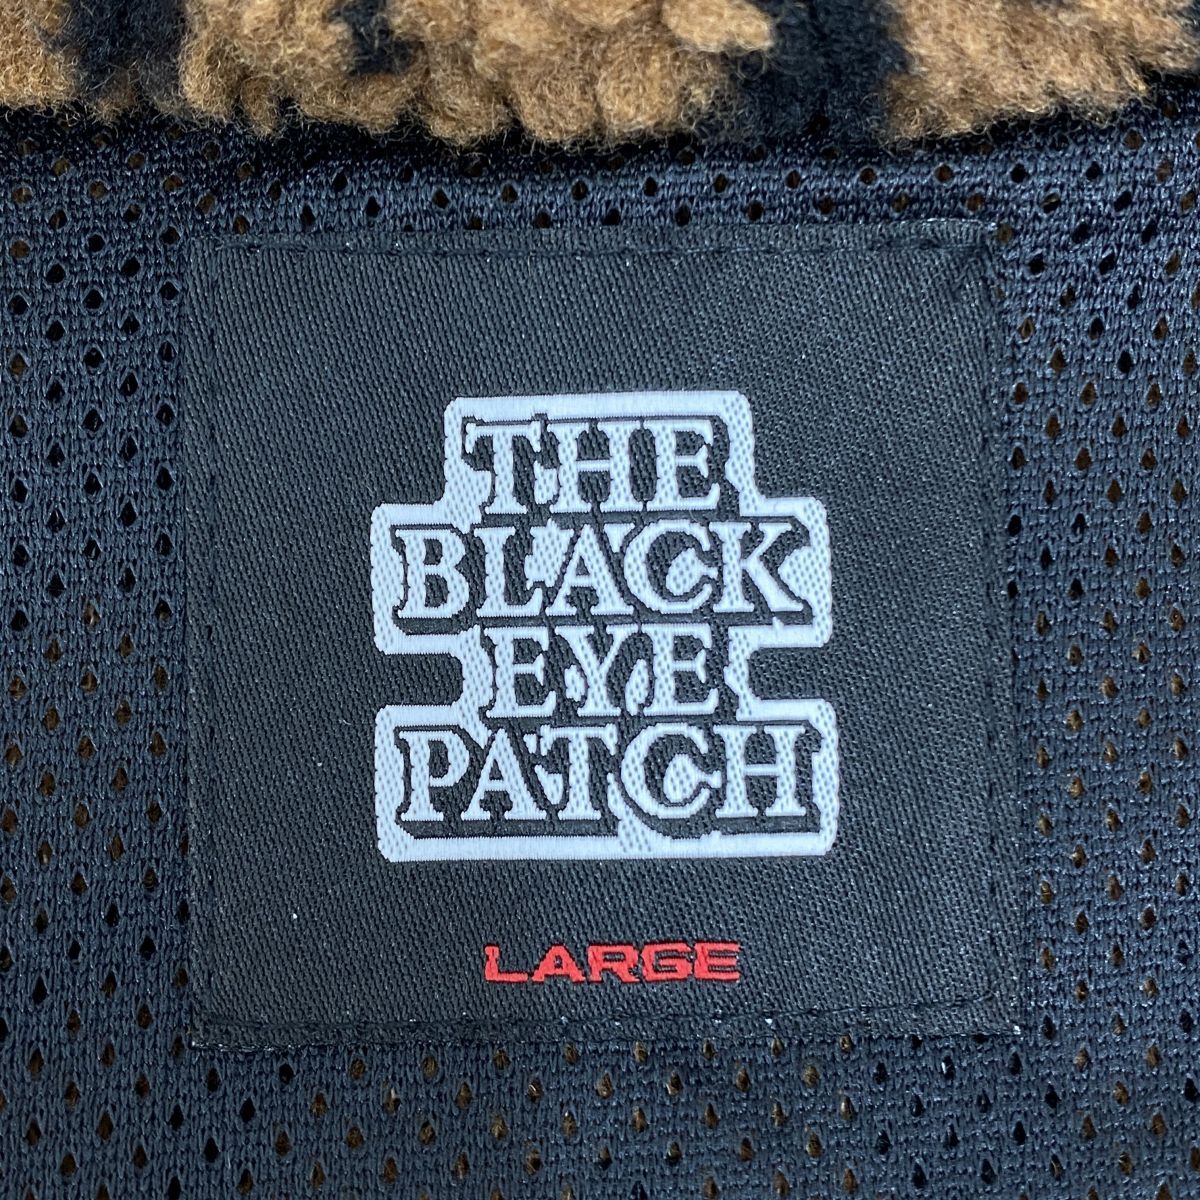 THE
BLACK
EYE
PATCH
LARGE